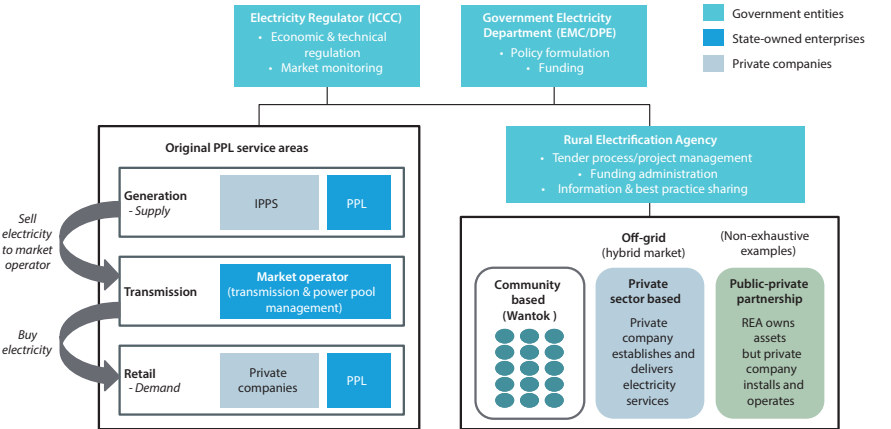 Electricity Regulator (ICCC)
• Economic & technical
regulation
• Market monitoring
Government Electricity
Department (EMC/DPE)
• Policy formulation
• Funding
Government entities
State-owned enterprises
Private companies
Original PPL service areas
Generation
- Supply
IPPS
PPL
Sell
electricity
to market
operator
Transmission
Market operator
(transmission & power pool
management)
Buy
electricity
Retail
- Demand
Private
companies
PPL
Rural Electrification Agency
• Tender process/project management
• Funding administration
• Information & best practice sharing
Off-grid
(hybrid market)
(Non-exhaustive
examples)
Community
based
(Wantok )
Private
sector based
Private
company
establishes and
delivers
electricity
services
Public-private
partnership
REA owns
assets
but private
company
installs and
operates